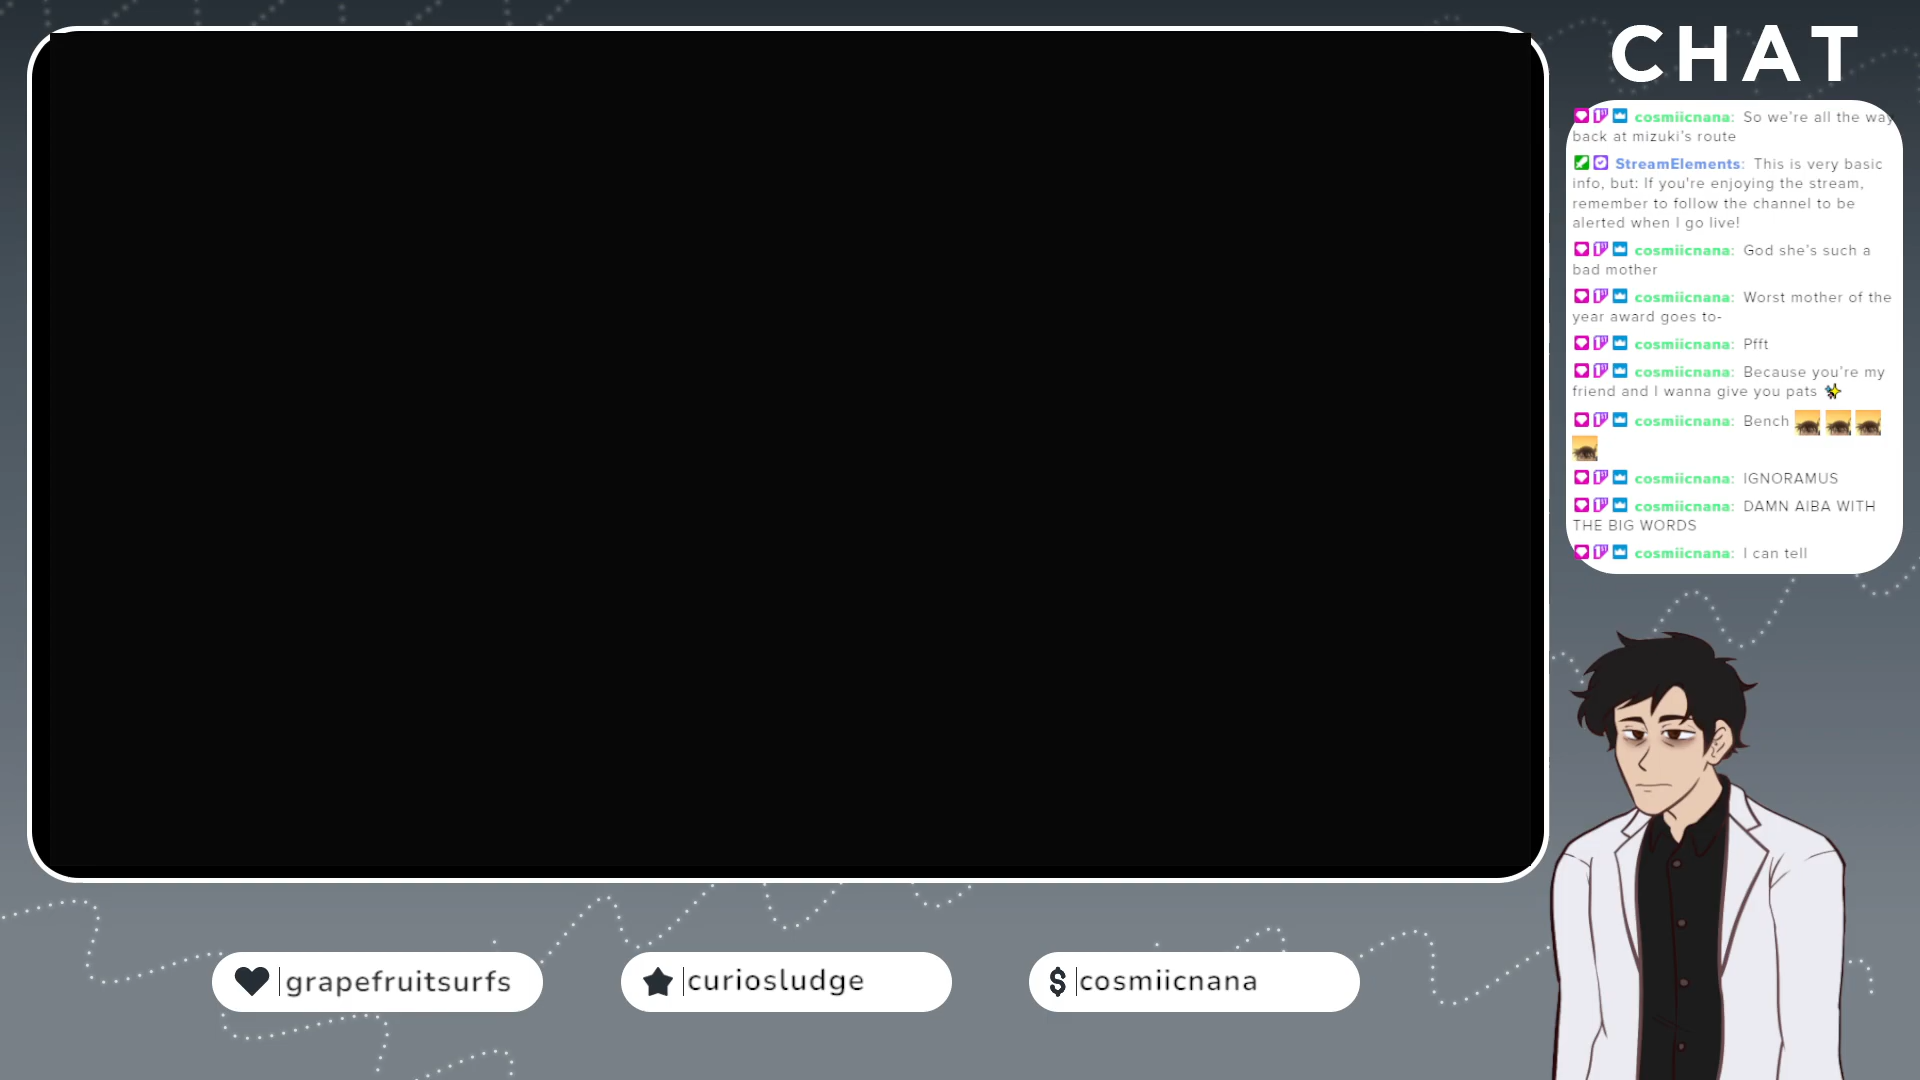 CHAT
cosmiicnana: So we're all the way
back at mizuki's route
StreamElements: This is very basic
info, but: If you're enjoying the stream,
remember to follow the channel to be
alerted when I go live!
cosmiicnana: God she's such a
bad mother
cosmiicnana: Worst mother of the
year award goes to-
cosmiicnana: Pfft
cosmiicnana: Because you're my
friend and I wanna give you pats
cosmiicnana: Bench
cosmiicnana: IGNORAMUS
cosmiicnana: DAMN AIBA WITH
THE BIG WORDS
cosmiicnana: I can tell
grapefruitsurfs
curiosludge
$ cosmiicnana